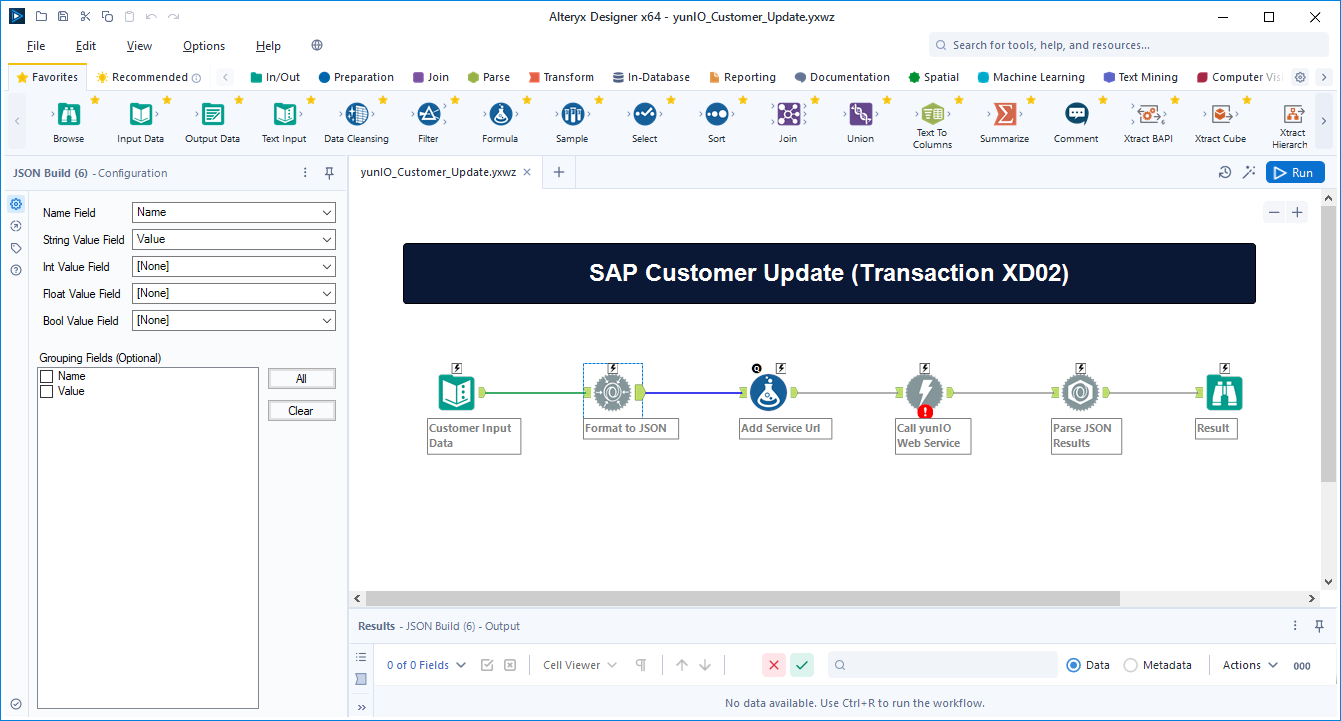 Alteryx Designer x64 - yunIO_Customer_Update.yxwz
File Edit View Options Help
Search for tools, help, and resources...
Favorites Recommended In/Out Preparation Join Parse Transform In-Database Reporting Documentation Spatial Machine Learning Text Mining Computer Vis
Browse Input Data Output Data Text Input Data Cleansing Filter Formula Sample Select Sort Join Union Text To Summarize Comment Xtract BAPI Xtract Cube Xtract
Columns Hierarch
JSON Build (6) - Configuration
yunIO_Customer_Update.yxwz
Run
Name Field Name
String Value Field Value
Int Value Field [None]
Float Value Field [None]
Bool Value Field [None]
Grouping Fields (Optional)
Name
Value
All
Clear
SAP Customer Update (Transaction XD02)
Customer Input
Data
Format to JSON
Add Service Url
Call yunIO
Web Service
Parse JSON
Results
Result
Results - JSON Build (6) - Output
0 of 0 Fields Cell Viewer Data Metadata Actions 000
No data available. Use Ctrl+R to run the workflow.